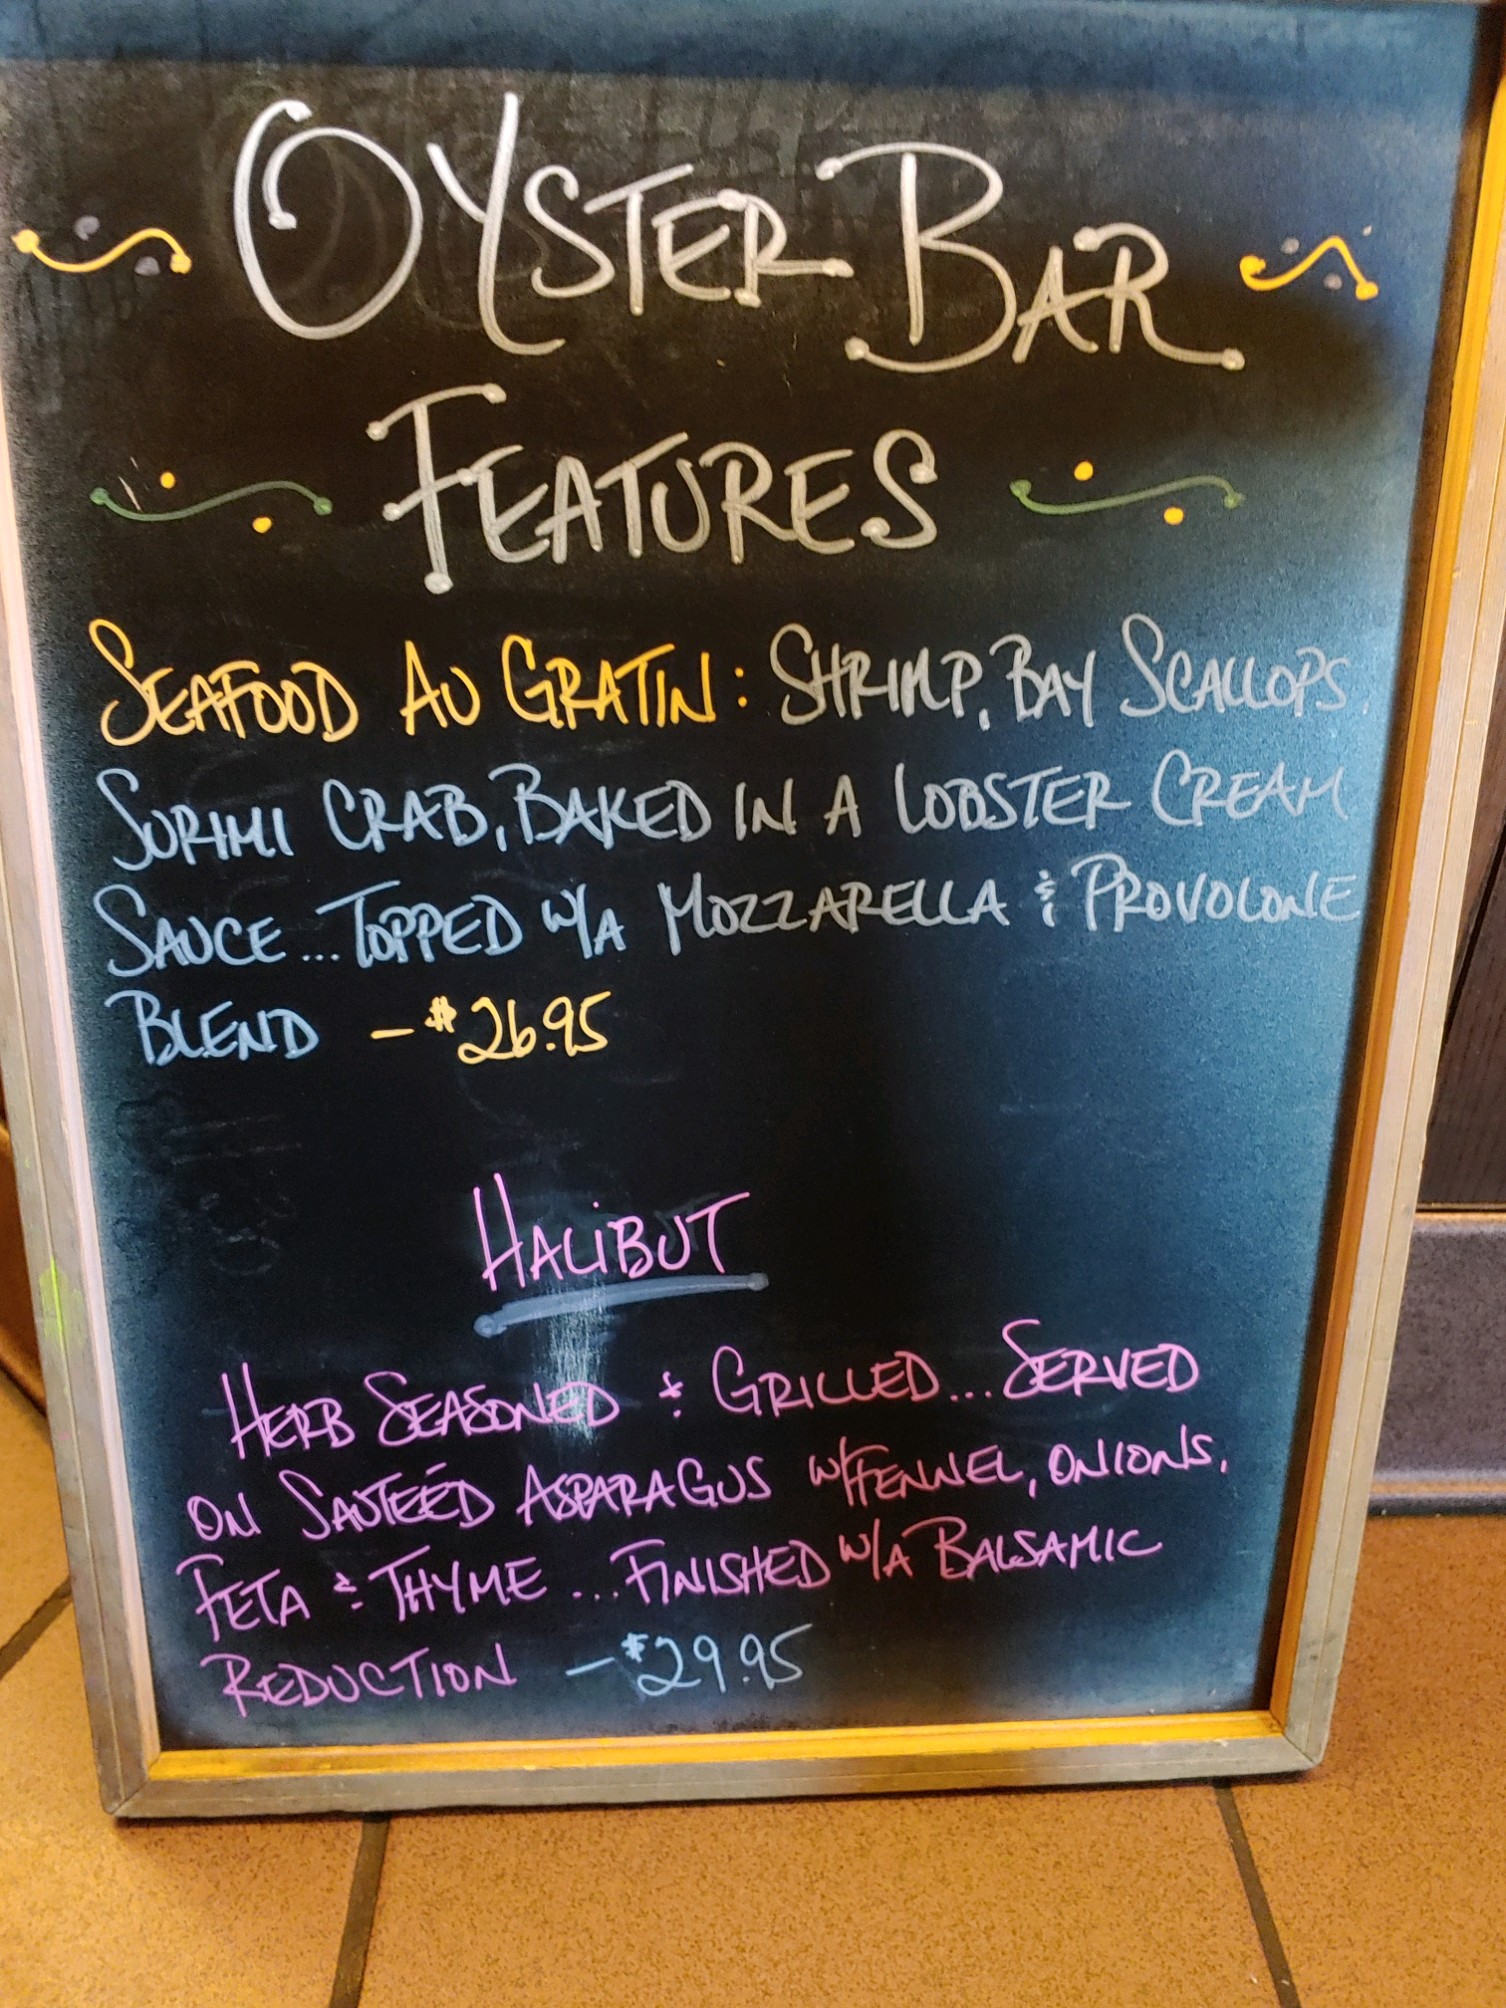 OYSTER BAR
FEATURES
SEAFOOD AU GRATIN: SHRIMP, BAY SCALLOPS,
SURIMI CRAB, BAKED IN A LOBSTER CREAM
SAUCE... TOPPED W/A MOZZARELLA & PROVOLONE
BLEND - $26.95
HALIBUT
HERB SEASONED & GRILLED... SERVED
ON SAUTEÉD ASPARAGUS W/FENNEL, ONIONS,
FETA & THYME ... FINISHED W/A BALSAMIC
REDUCTION - $29.95